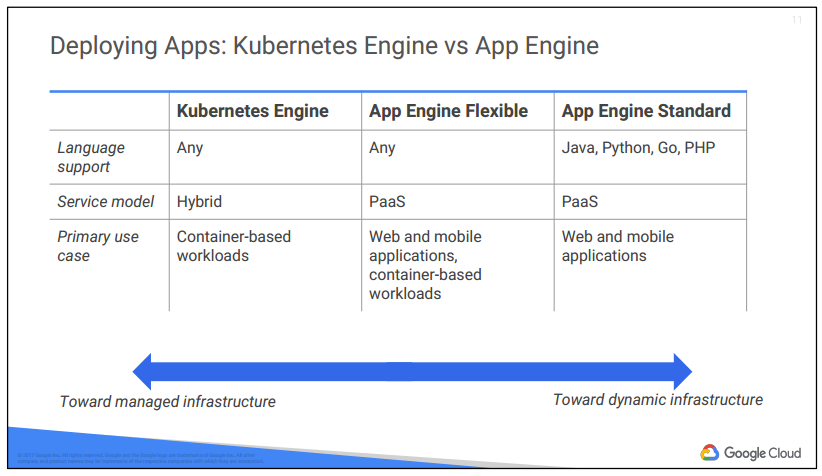 11
Deploying Apps: Kubernetes Engine vs App Engine
Kubernetes Engine App Engine Flexible App Engine Standard
Language support Any Any Java, Python, Go, PHP
Service model Hybrid PaaS PaaS
Primary use case Container-based workloads Web and mobile applications, container-based workloads Web and mobile applications
Toward managed infrastructure
Toward dynamic infrastructure
Google Cloud